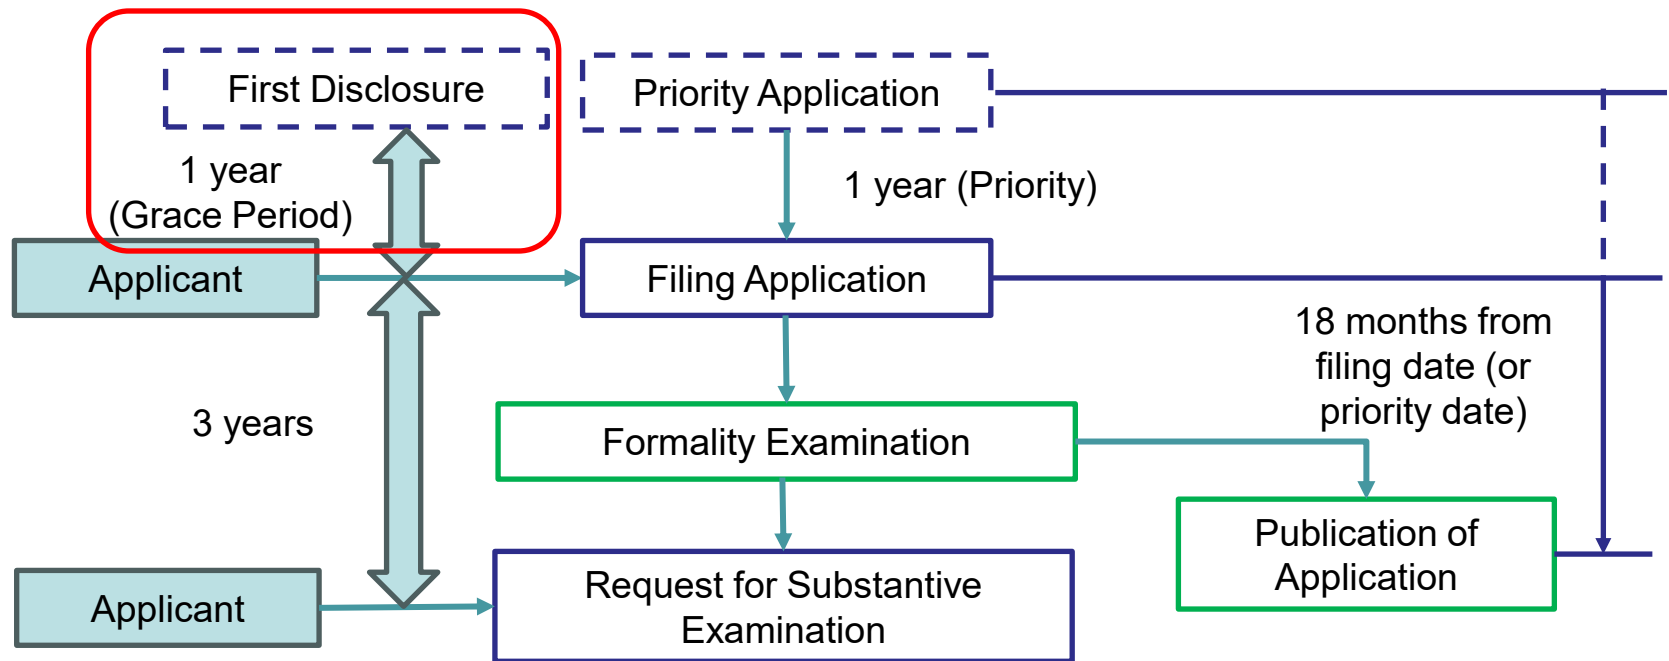 First Disclosure
Priority Application
1 year
(Grace Period)
1 year (Priority)
Applicant
Filing Application
18 months from
filing date (or
priority date)
3 years
Formality Examination
Publication of
Application
Applicant
Request for Substantive
Examination